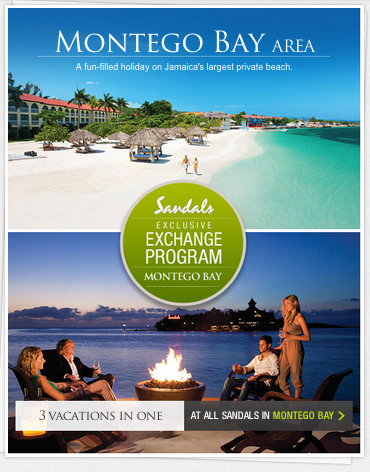 MONTEGO BAY AREA
A fun-filled holiday on Jamaica's largest private beach.
Sandals
EXCLUSIVE
EXCHANGE
PROGRAM
MONTEGO BAY
3 VACATIONS IN ONE
AT ALL SANDALS IN MONTEGO BAY >